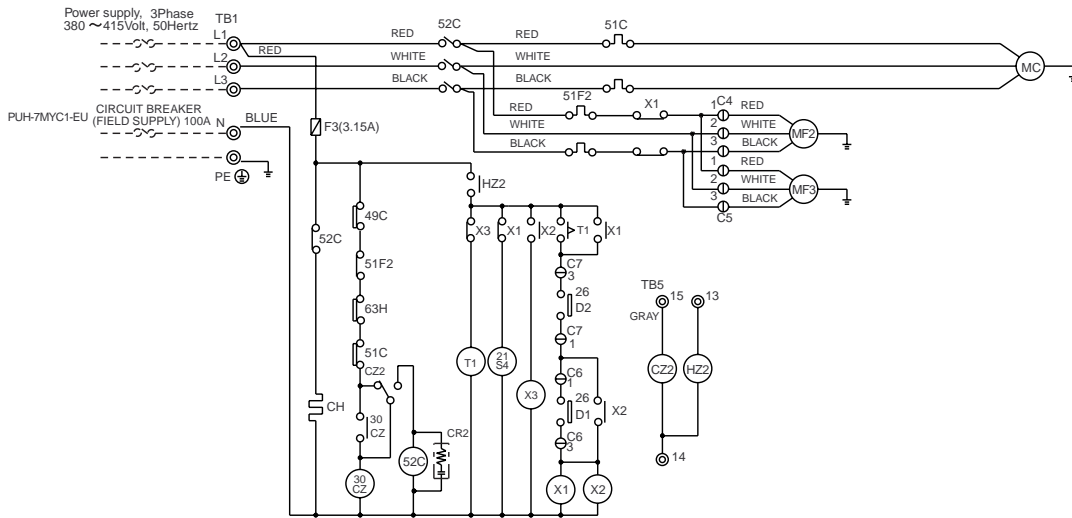 Power supply, 3Phase
380 ～415Volt, 50Hertz
TB1
L1
RED
RED
52C
RED
51C
L2
WHITE
WHITE
MC
L3
BLACK
BLACK
PUH-7MYC1-EU
CIRCUIT BREAKER
(FIELD SUPPLY) 100A
N
BLUE
F3(3.15A)
PE
RED
51F2
X1
1
C4
RED
WHITE
2
WHITE
MF2
BLACK
3
BLACK
1
RED
2
WHITE
MF3
3
BLACK
C5
HZ2
49C
52C
X3
X1
X2
T1
X1
51F2
C7
3
63H
26
D2
TB5
15
13
GRAY
C7
1
51C
CZ2
T1
21
S4
CZ2
HZ2
C6
1
X3
26
D1
X2
CH
30
CZ
CR2
C6
3
14
52C
30
CZ
X1
X2